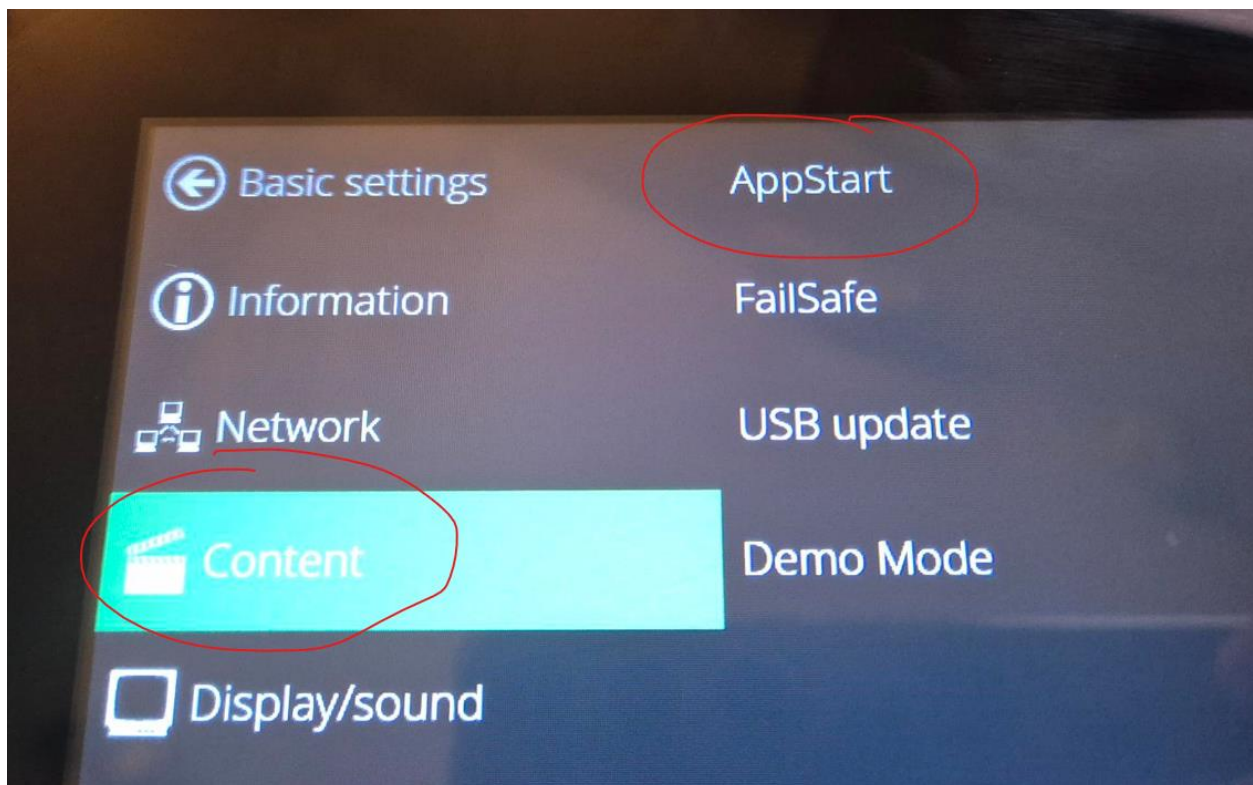 Basic settings
Information
Network
Content
Display/sound
AppStart
FailSafe
USB update
Demo Mode